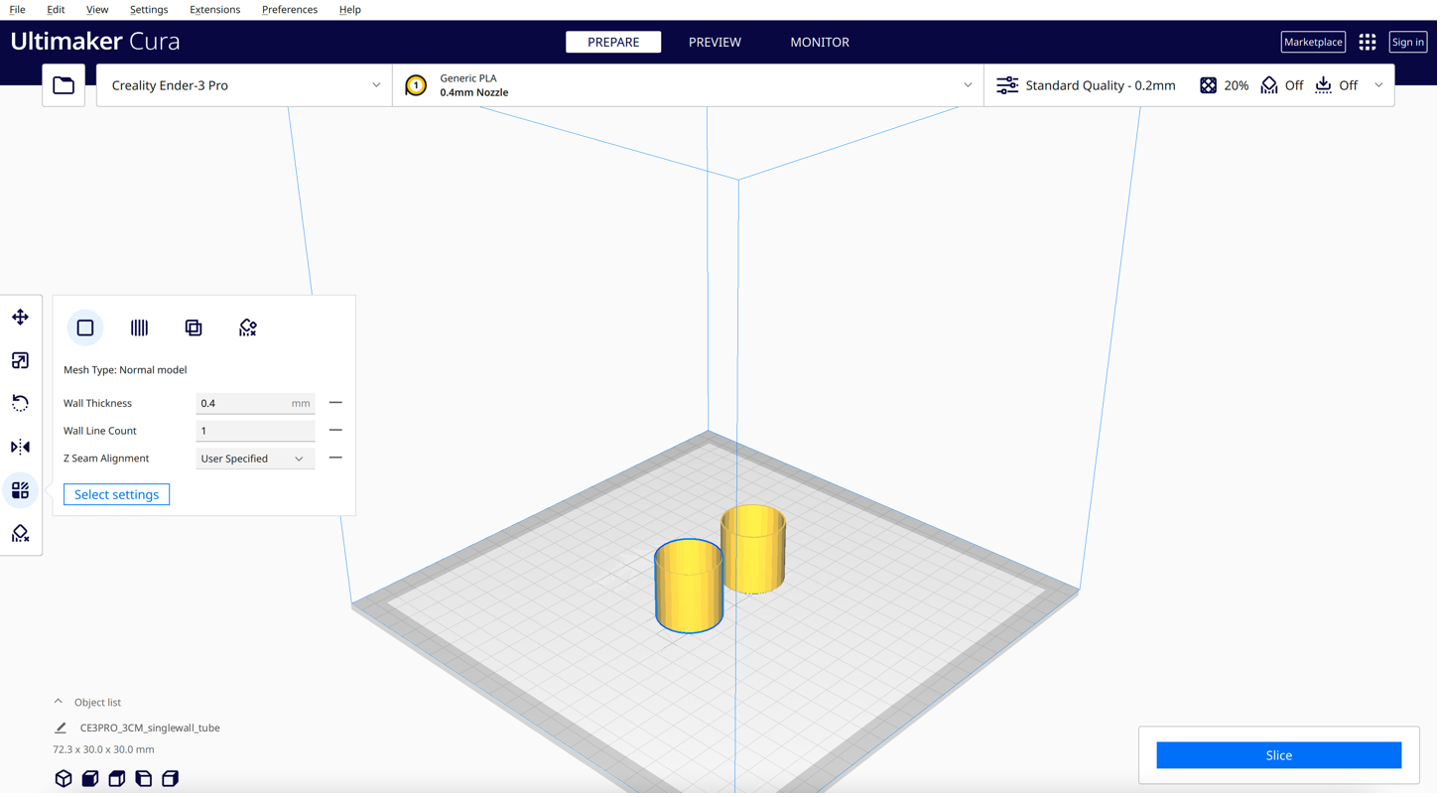 File Edit View Settings Extensions Preferences Help
Ultimaker Cura PREPARE PREVIEW MONITOR Marketplace Sign in
Creality Ender-3 Pro
1
Generic PLA
0.4mm Nozzle
Standard Quality - 0.2mm 20% Off Off
Mesh Type: Normal model
Wall Thickness 0.4 mm
Wall Line Count 1
Z Seam Alignment User Specified
Select settings
Object list
CE3PRO_3CM_singlewall_tube
72.3 x 30.0 x 30.0 mm
Slice